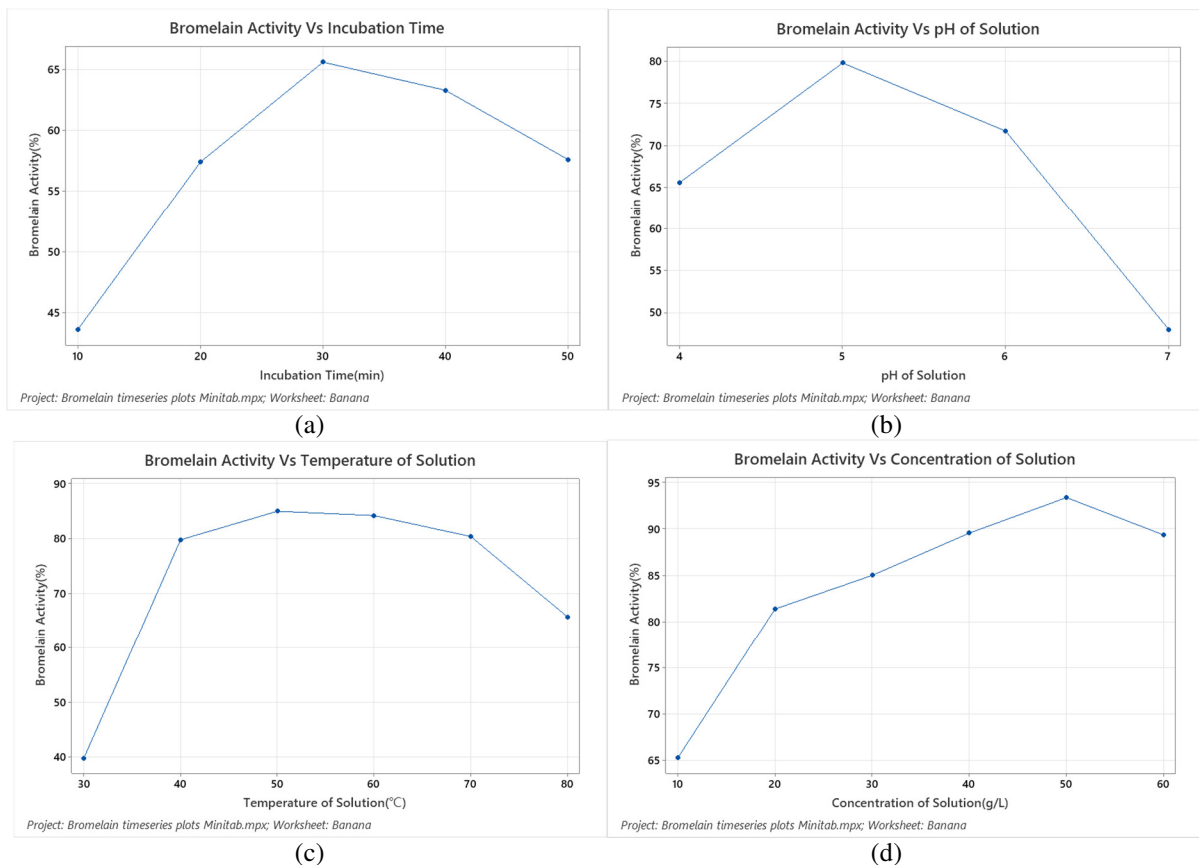 Bromelain Activity Vs Incubation Time
Bromelain Activity(%)
65
60
55
50
45
10 20 30 40 50
Incubation Time(min)
Project: Bromelain timeseries plots Minitab.mpx; Worksheet: Banana
(a)
Bromelain Activity Vs pH of Solution
Bromelain Activity(%)
80
75
70
65
60
55
50
4 5 6 7
pH of Solution
Project: Bromelain timeseries plots Minitab.mpx; Worksheet: Banana
(b)
Bromelain Activity Vs Temperature of Solution
Bromelain Activity(%)
90
80
70
60
50
40
30 40 50 60 70 80
Temperature of Solution(℃)
Project: Bromelain timeseries plots Minitab.mpx; Worksheet: Banana
(c)
Bromelain Activity Vs Concentration of Solution
Bromelain Activity(%)
95
90
85
80
75
70
65
10 20 30 40 50 60
Concentration of Solution(g/L)
Project: Bromelain timeseries plots Minitab.mpx; Worksheet: Banana
(d)